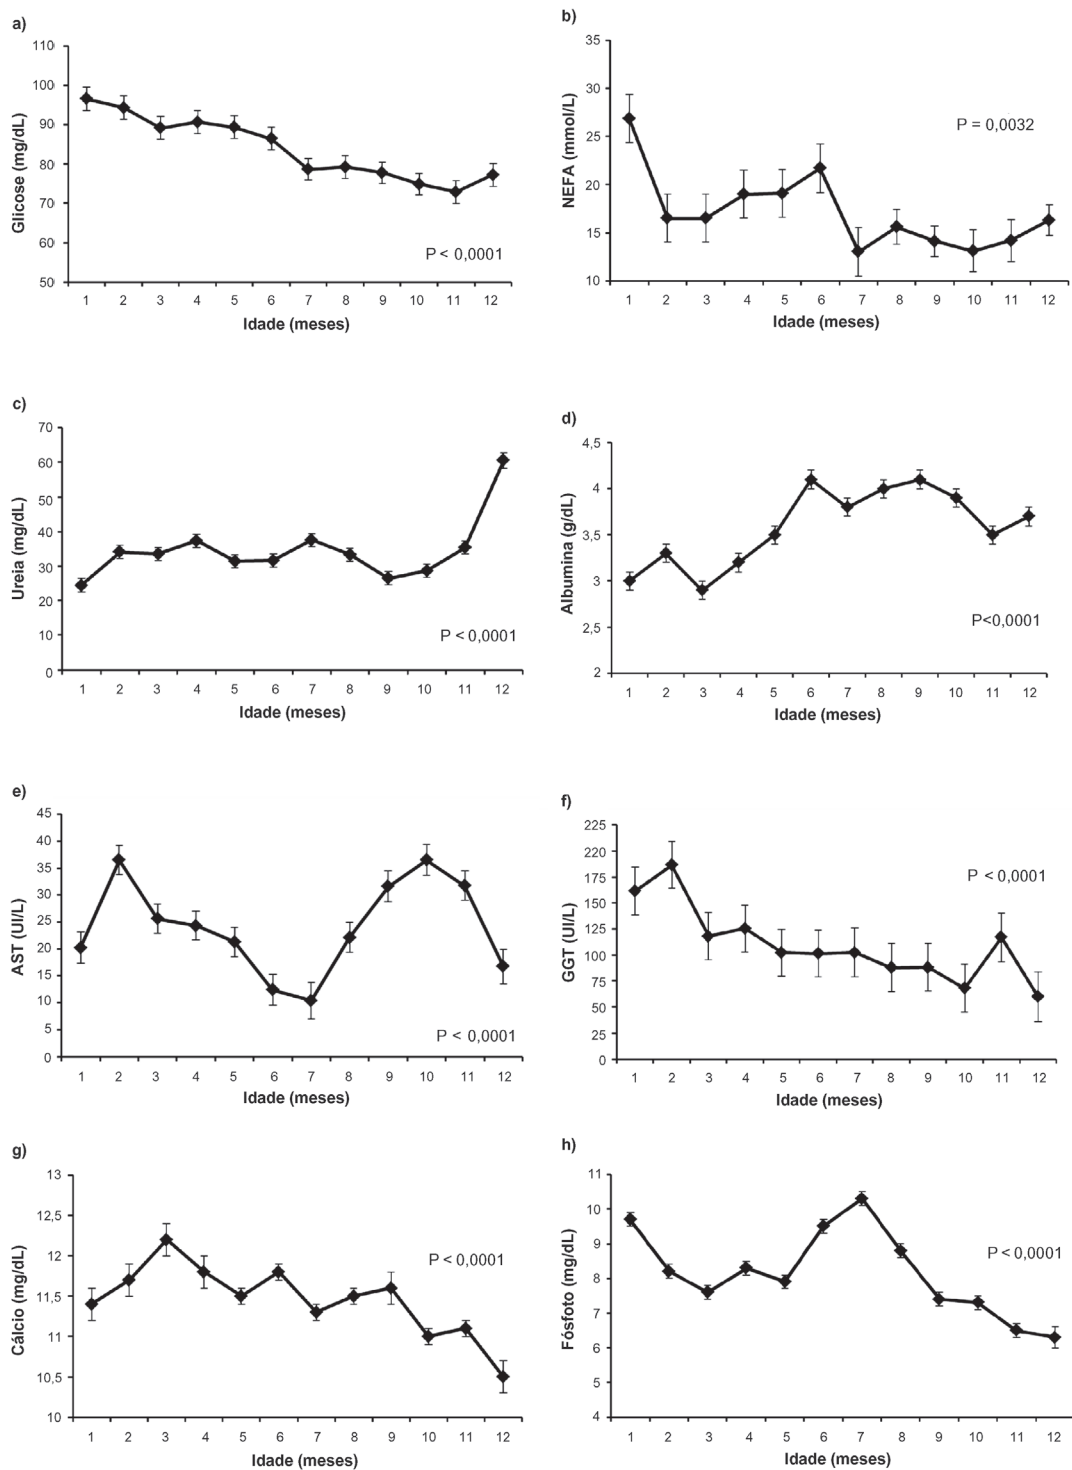 a)
110
100
90
80
70
60
50
Glicose (mg/dL)
P < 0,0001
1 2 3 4 5 6 7 8 9 10 11 12
Idade (meses)
b)
35
30
25
20
15
10
NEFA (mmol/L)
P = 0,0032
1 2 3 4 5 6 7 8 9 10 11 12
Idade (meses)
c)
70
60
50
40
30
20
10
0
Ureia (mg/dL)
P < 0,0001
1 2 3 4 5 6 7 8 9 10 11 12
Idade (meses)
d)
4,5
4
3,5
3
2,5
2
Albumina (g/dL)
P<0,0001
1 2 3 4 5 6 7 8 9 10 11 12
Idade (meses)
e)
45
40
35
30
25
20
15
10
5
0
AST (UI/L)
P < 0,0001
1 2 3 4 5 6 7 8 9 10 11 12
Idade (meses)
f)
225
220
175
150
125
100
75
50
25
0
GGT (UI/L)
P < 0,0001
1 2 3 4 5 6 7 8 9 10 11 12
Idade (meses)
g)
13
12,5
12
11,5
11
10,5
10
Cálcio (mg/dL)
P < 0,0001
1 2 3 4 5 6 7 8 9 10 11 12
Idade (meses)
h)
11
10
9
8
7
6
5
4
Fósfoto (mg/dL)
P < 0,0001
1 2 3 4 5 6 7 8 9 10 11 12
Idade (meses)